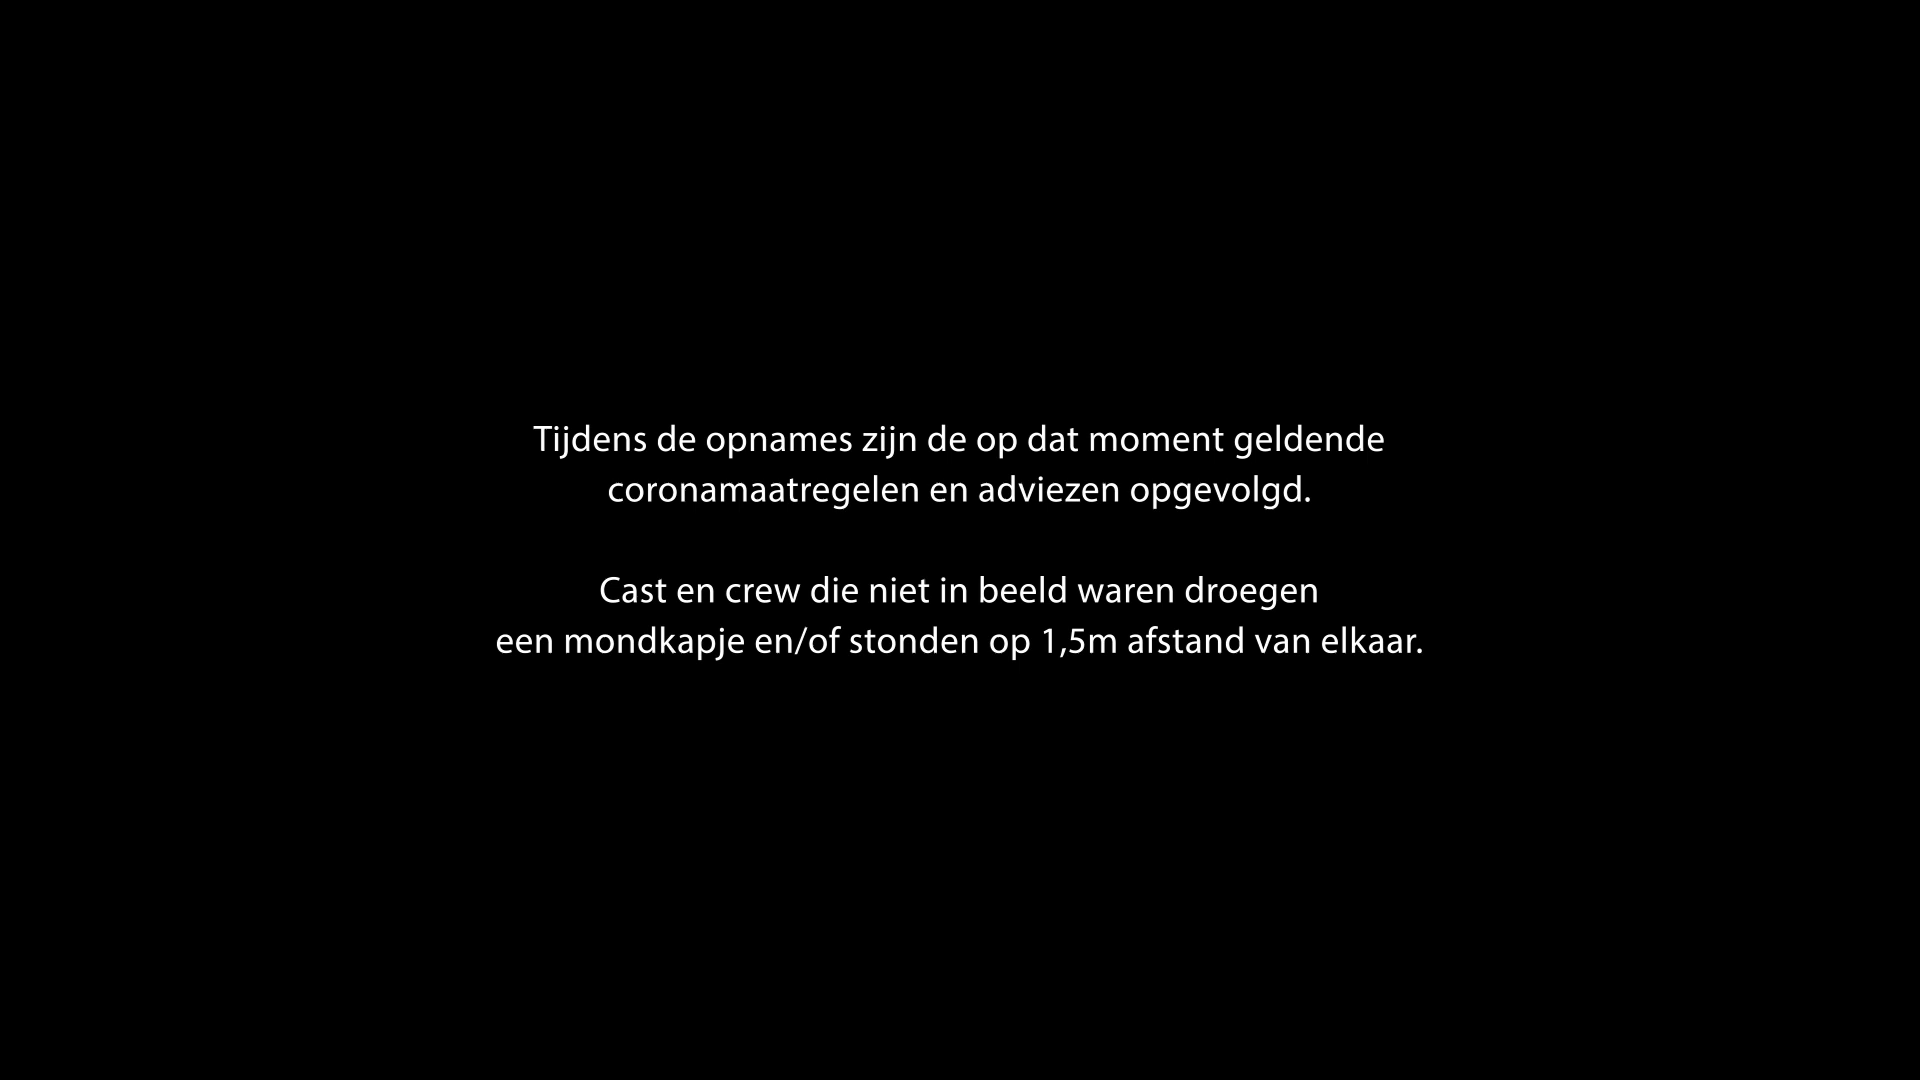 Tijdens de opnames zijn de op dat moment geldende
coronamaatregelen en adviezen opgevolgd.
Cast en crew die niet in beeld waren droegen
een mondkapje en/of stonden op 1,5m afstand van elkaar.